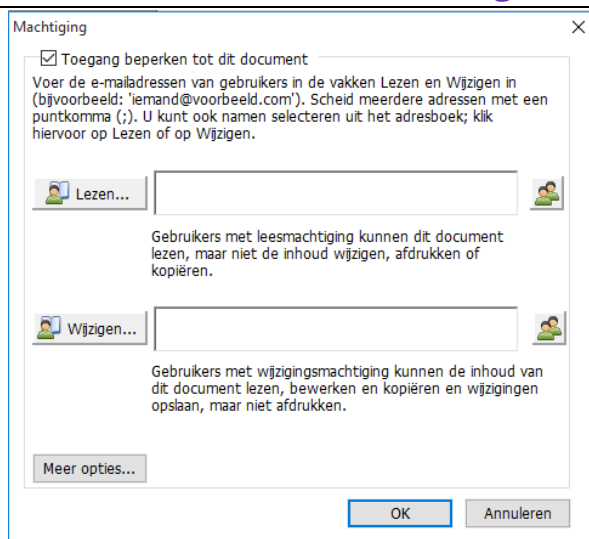 Machtiging
Toegang beperken tot dit document
Voer de e-mailadressen van gebruikers in de vakken Lezen en Wijzigen in
(bijvoorbeeld: 'iemand@voorbeeld.com'). Scheid meerdere adressen met een
puntkomma (;). U kunt ook namen selecteren uit het adresboek; klik
hiervoor op Lezen of op Wijzigen.
Lezen...
Gebruikers met leesmachtiging kunnen dit document
lezen, maar niet de inhoud wijzigen, afdrukken of
kopiëren.
Wijzigen...
Gebruikers met wijzigingsmachtiging kunnen de inhoud van
dit document lezen, bewerken en kopiëren en wijzigingen
opslaan, maar niet afdrukken.
Meer opties...
OK Annuleren